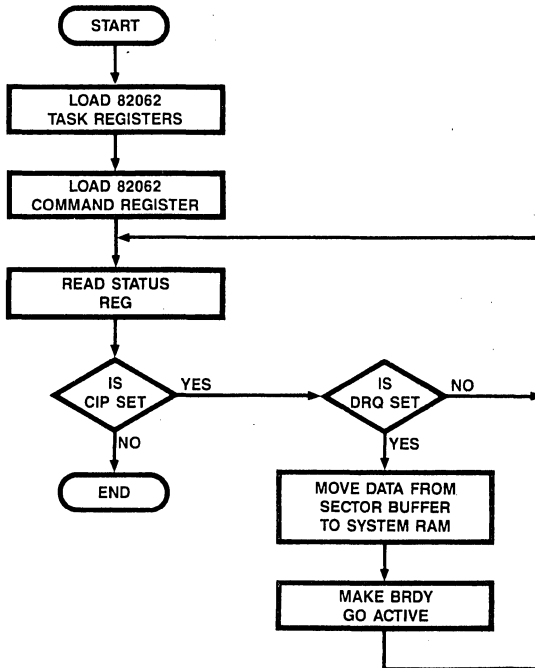 START
LOAD 82062
TASK REGISTERS
LOAD 82062
COMMAND REGISTER
READ STATUS
REG
IS
CIP SET
YES
NO
END
IS
DRQ SET
NO
YES
MOVE DATA FROM
SECTOR BUFFER
TO SYSTEM RAM
MAKE BRDY
GO ACTIVE